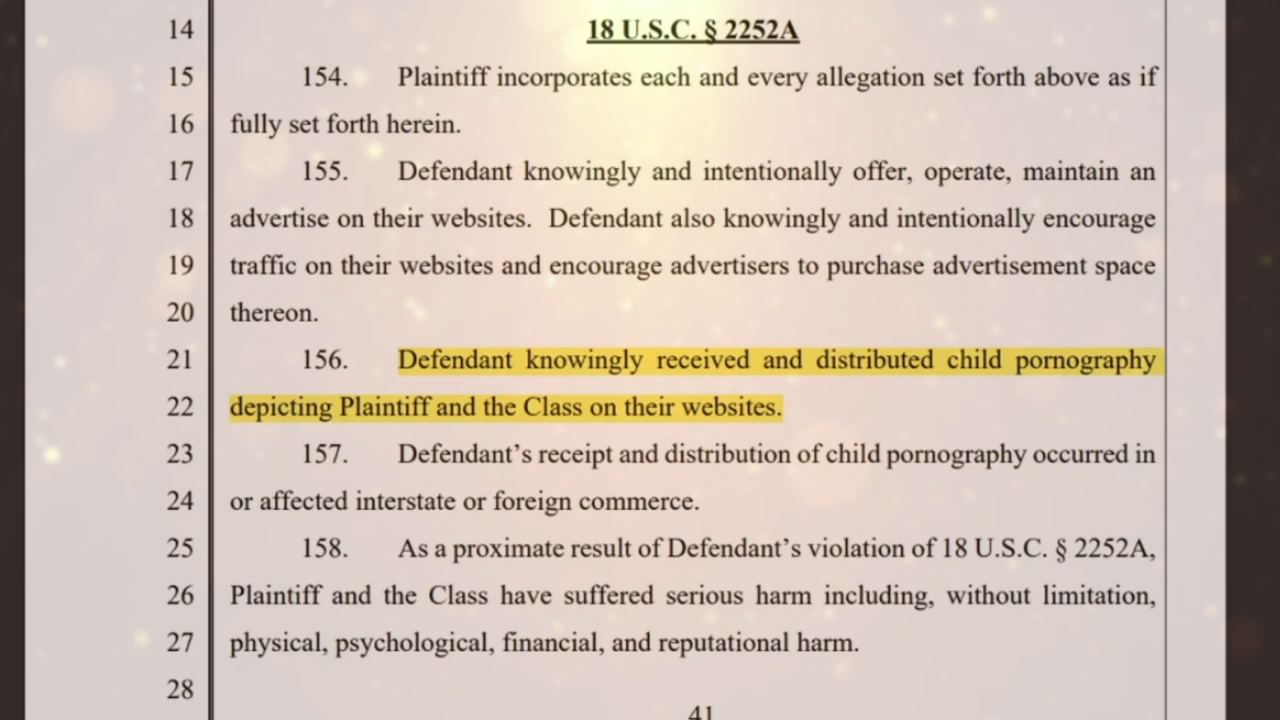 14 18 U.S.C. § 2252A
15 154. Plaintiff incorporates each and every allegation set forth above as if
16 fully set forth herein.
17 155. Defendant knowingly and intentionally offer, operate, maintain an
18 advertise on their websites. Defendant also knowingly and intentionally encourage
19 traffic on their websites and encourage advertisers to purchase advertisement space
20 thereon.
21 156. Defendant knowingly received and distributed child pornography
22 depicting Plaintiff and the Class on their websites.
23 157. Defendant’s receipt and distribution of child pornography occurred in
24 or affected interstate or foreign commerce.
25 158. As a proximate result of Defendant’s violation of 18 U.S.C. § 2252A,
26 Plaintiff and the Class have suffered serious harm including, without limitation,
27 physical, psychological, financial, and reputational harm.
28
41